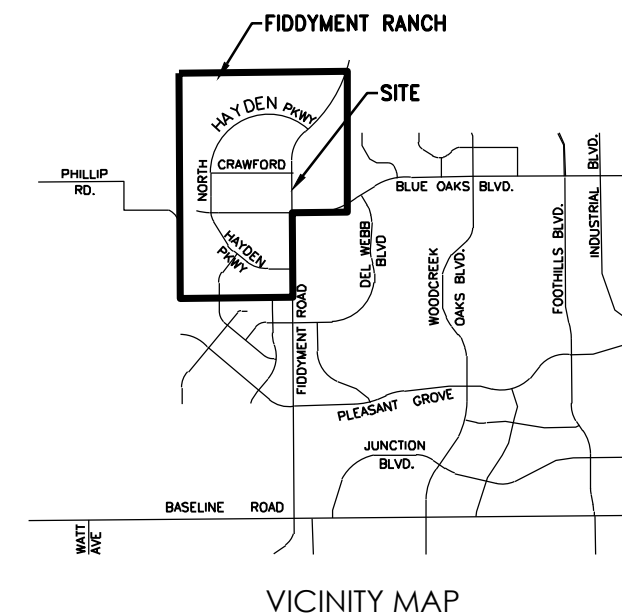 FIDDYMENT RANCH
SITE
HAYDEN PKWY
PHILLIP
RD.
NORTH
CRAWFORD
BLUE OAKS BLVD.
HAYDEN
PKWY
DEL WEBB
BLVD
WOODCREEK
OAKS BLVD.
FOOTHILLS BLVD.
INDUSTRIAL BLVD.
FIDDYMENT ROAD
PLEASANT GROVE
JUNCTION
BLVD.
BASELINE ROAD
WATT
AVE
VICINITY MAP